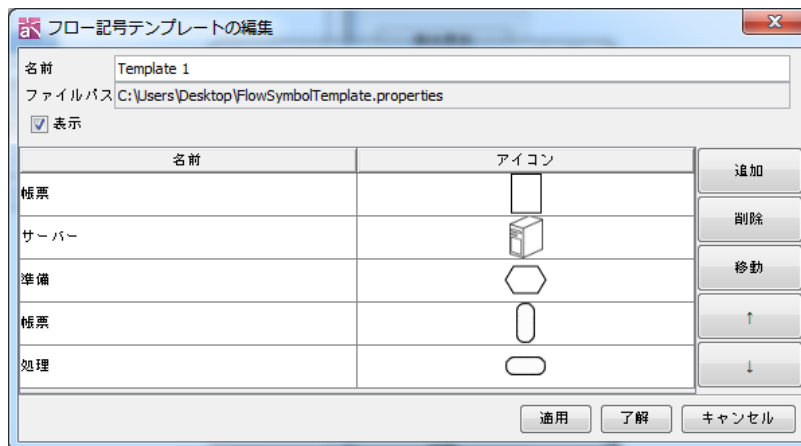 フロー記号テンプレートの編集
名前 Template 1
ファイルパス C:\Users\Desktop\FlowSymbolTemplate.properties
表示
名前 アイコン
帳票
サーバー
準備
帳票
処理
追加
削除
移動
↑
↓
適用 了解 キャンセル